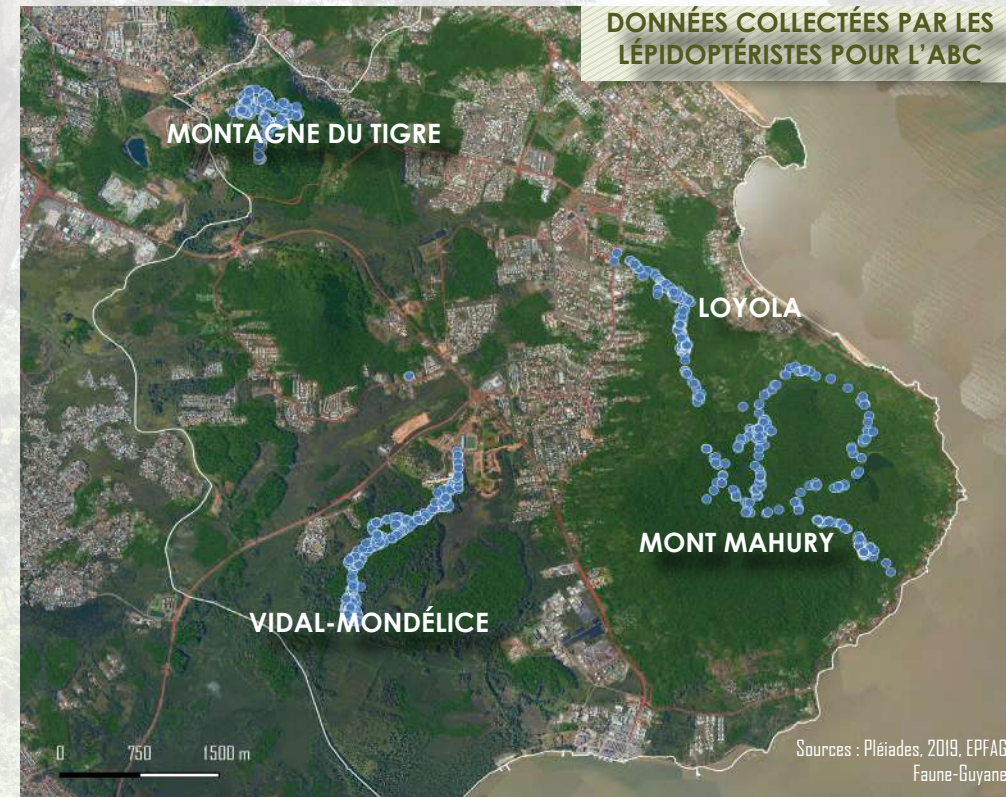 DONNÉES COLLECTÉES PAR LES
LÉPIDOPTÉRISTES POUR L'ABC
MONTAGNE DU TIGRE
LOYOLA
MONT MAHURY
VIDAL-MONDÉLICE
0 750 1500 m
Sources : Pléiades, 2019, EPFAG
Faune-Guyane